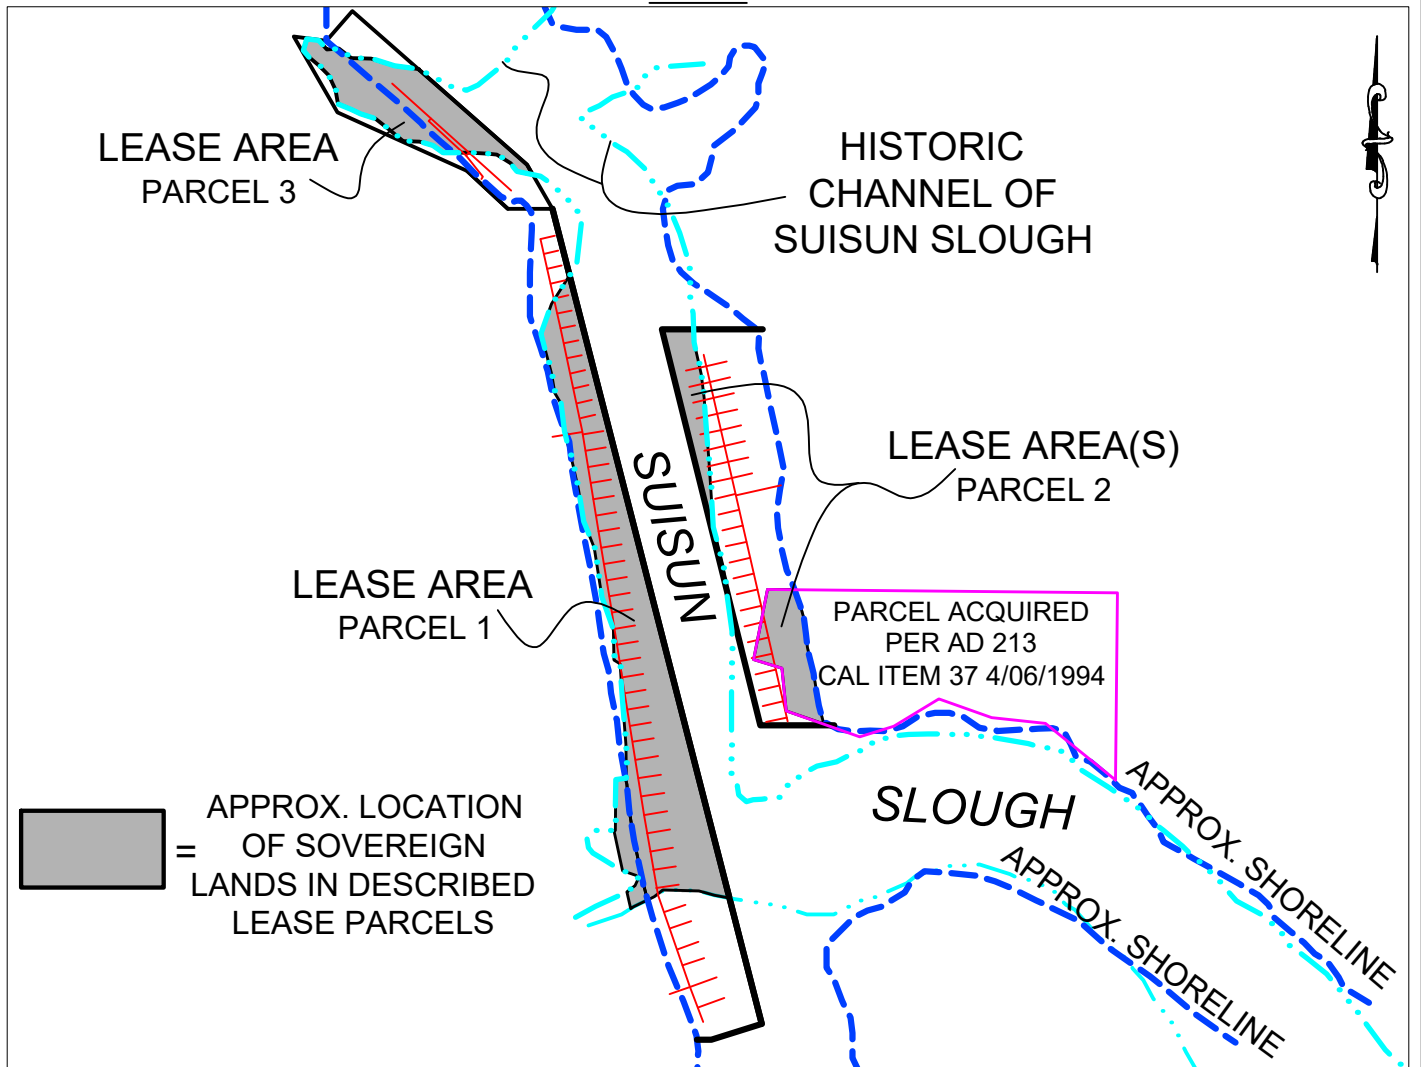 LEASE AREA
PARCEL 3
HISTORIC
CHANNEL OF
SUISUN SLOUGH
LEASE AREA(S)
PARCEL 2
SUISUN
LEASE AREA
PARCEL 1
PARCEL ACQUIRED
PER AD 213
CAL ITEM 37 4/06/1994
SLOUGH
APPROX. SHORELINE
APPROX. SHORELINE
=
APPROX. LOCATION
OF SOVEREIGN
LANDS IN DESCRIBED
LEASE PARCELS